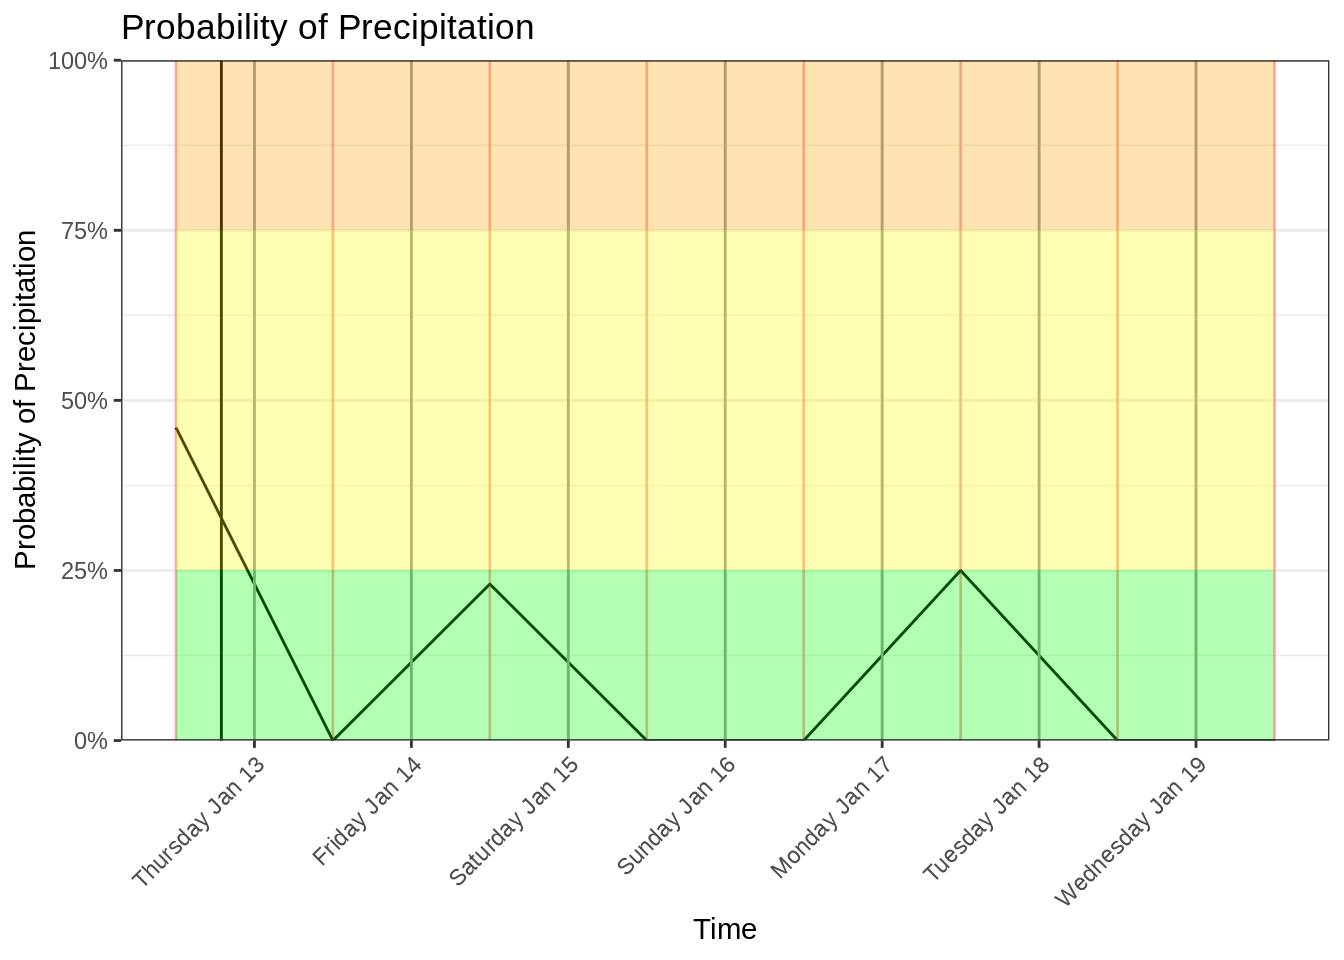 Probability of Precipitation
Probability of Precipitation
100%
75%
50%
25%
0%
Thursday Jan 13
Friday Jan 14
Saturday Jan 15
Sunday Jan 16
Monday Jan 17
Tuesday Jan 18
Wednesday Jan 19
Time